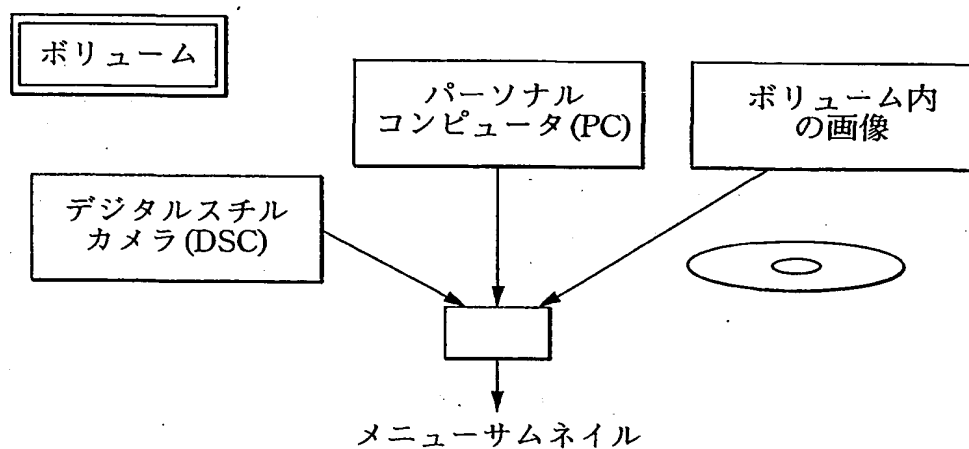 ボリューム
パーソナル
コンピュータ(PC)
ボリューム内
の画像
デジタルスチル
カメラ(DSC)
メニューサムネイル